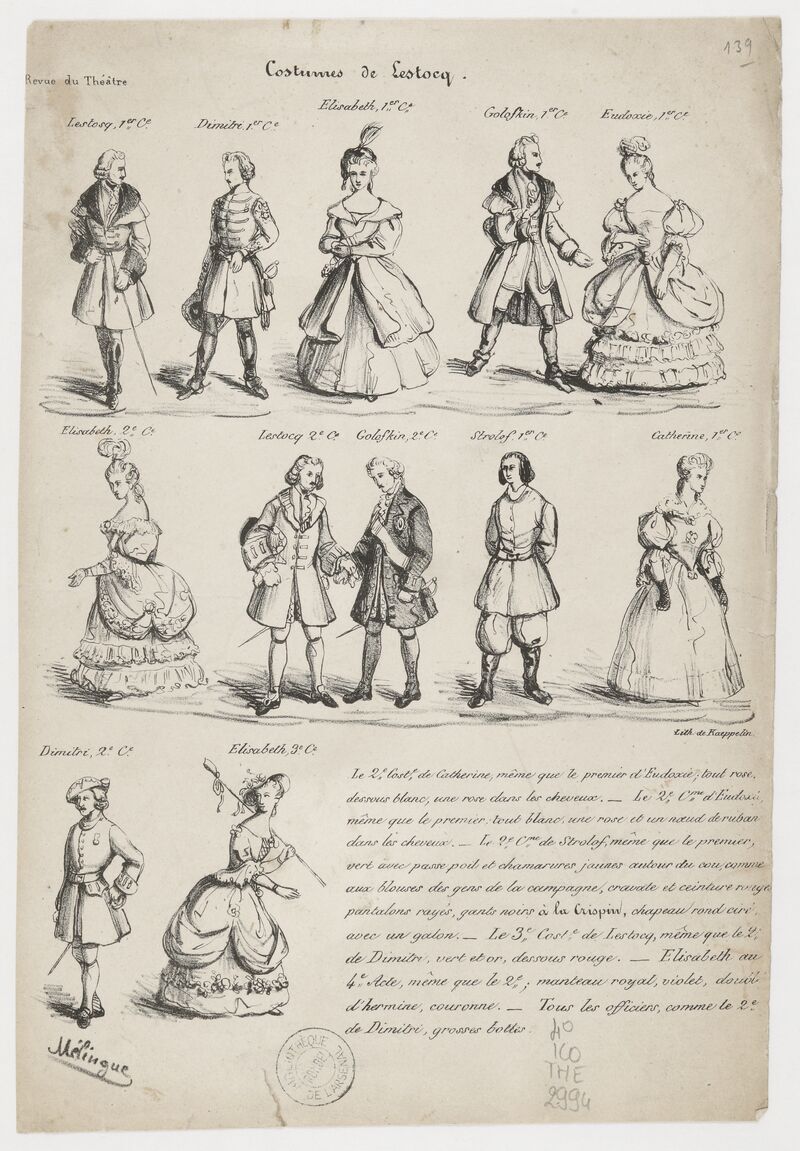 139
Revue du Théâtre
Costumes de Lestocq.
Lestosq, 1er Ce
Dimitri, 1er Ce
Elisabeth, 1er Ce
Golofkin, 1er Ce
Eudoxie, 1er Ce
Elisabeth, 2e Ce
Lestocq 2e Ce
Golofkin, 2e Ce
Strolof, 1er Ce
Catherine, 1er Ce
Lith. de Kaeppelin.
Dimitri, 2e Ce
Elisabeth, 3e Ce
Le 2e Coste de Catherine, même que le premier d'Eudoxie; tout rose,
dessous blanc, une rose dans les cheveux. — Le 2e Cme d'Eudoxie,
même que le premier, tout blanc, une rose et un nœud de ruban
dans les cheveux. — Le 2e Cme de Strolof, même que le premier,
vert avec passe poil et chamarures jaunes autour du cou, comme
aux blouses des gens de la campagne, cravate et ceinture rouge
pantalons rayés, gants noirs à la Crispin, chapeau rond ciré,
avec un galon. — Le 3e Coste de Lestocq, même que le 2e
de Dimitri, vert et or, dessous rouge. — Elisabeth au
4e Acte, même que le 2e; manteau royal, violet, doublé
d'hermine, couronne. — Tous les officiers, comme le 2e
de Dimitri, grosses bottes.
Mélingue
BIBLIOTHÈQUE
DE L'ARSENAL
4o
ICO
THE
2994